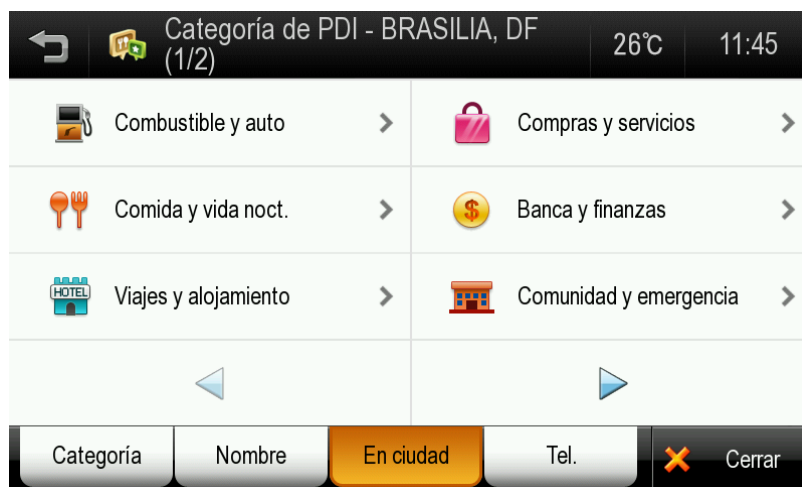 Categoría de PDI - BRASILIA, DF
(1/2)
26℃
11:45
Combustible y auto
Compras y servicios
Comida y vida noct.
Banca y finanzas
HOTEL
Viajes y alojamiento
Comunidad y emergencia
Categoría
Nombre
En ciudad
Tel.
Cerrar